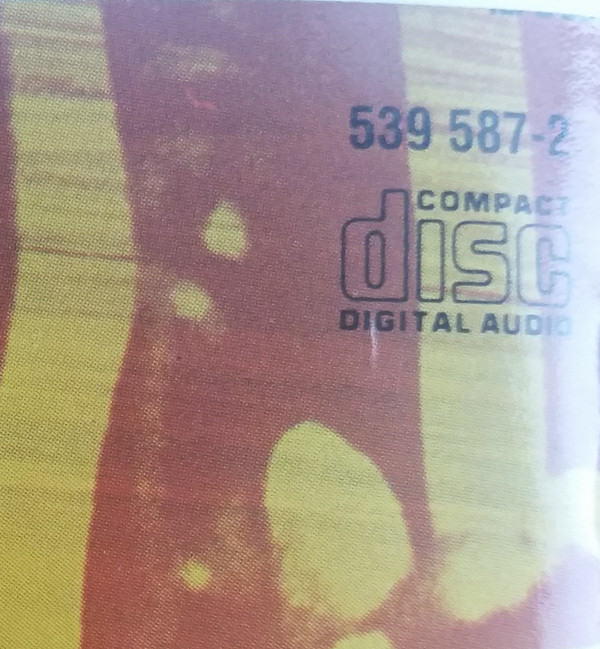 539 587-2
COMPACT
disc
DIGITAL AUDIO